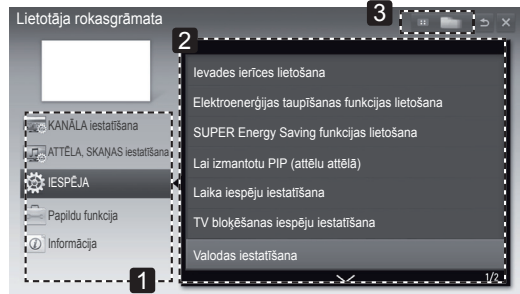 Lietotāja rokasgrāmata
3
2
KANĀLA iestatīšana
ATTĒLA, SKAŅAS iestatīšana
IESPĒJA
Papildu funkcija
Informācija
1
Ievades ierīces lietošana
Elektroenerģijas taupīšanas funkcijas lietošana
SUPER Energy Saving funkcijas lietošana
Lai izmantotu PIP (attēlu attēlā)
Laika iespēju iestatīšana
TV bloķēšanas iespēju iestatīšana
Valodas iestatīšana
1/2